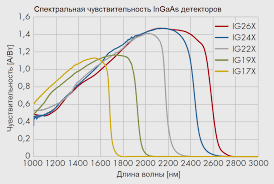 Спектральная чувствительность InGaAs детекторов
Чувствительность [А/Вт]
1,6
1,4
1,2
1,0
0,8
0,6
0,4
0,2
0
IG26X
IG24X
IG22X
IG19X
IG17X
1000 1200 1400 1600 1800 2000 2200 2400 2600 2800 3000
Длина волны [нм]